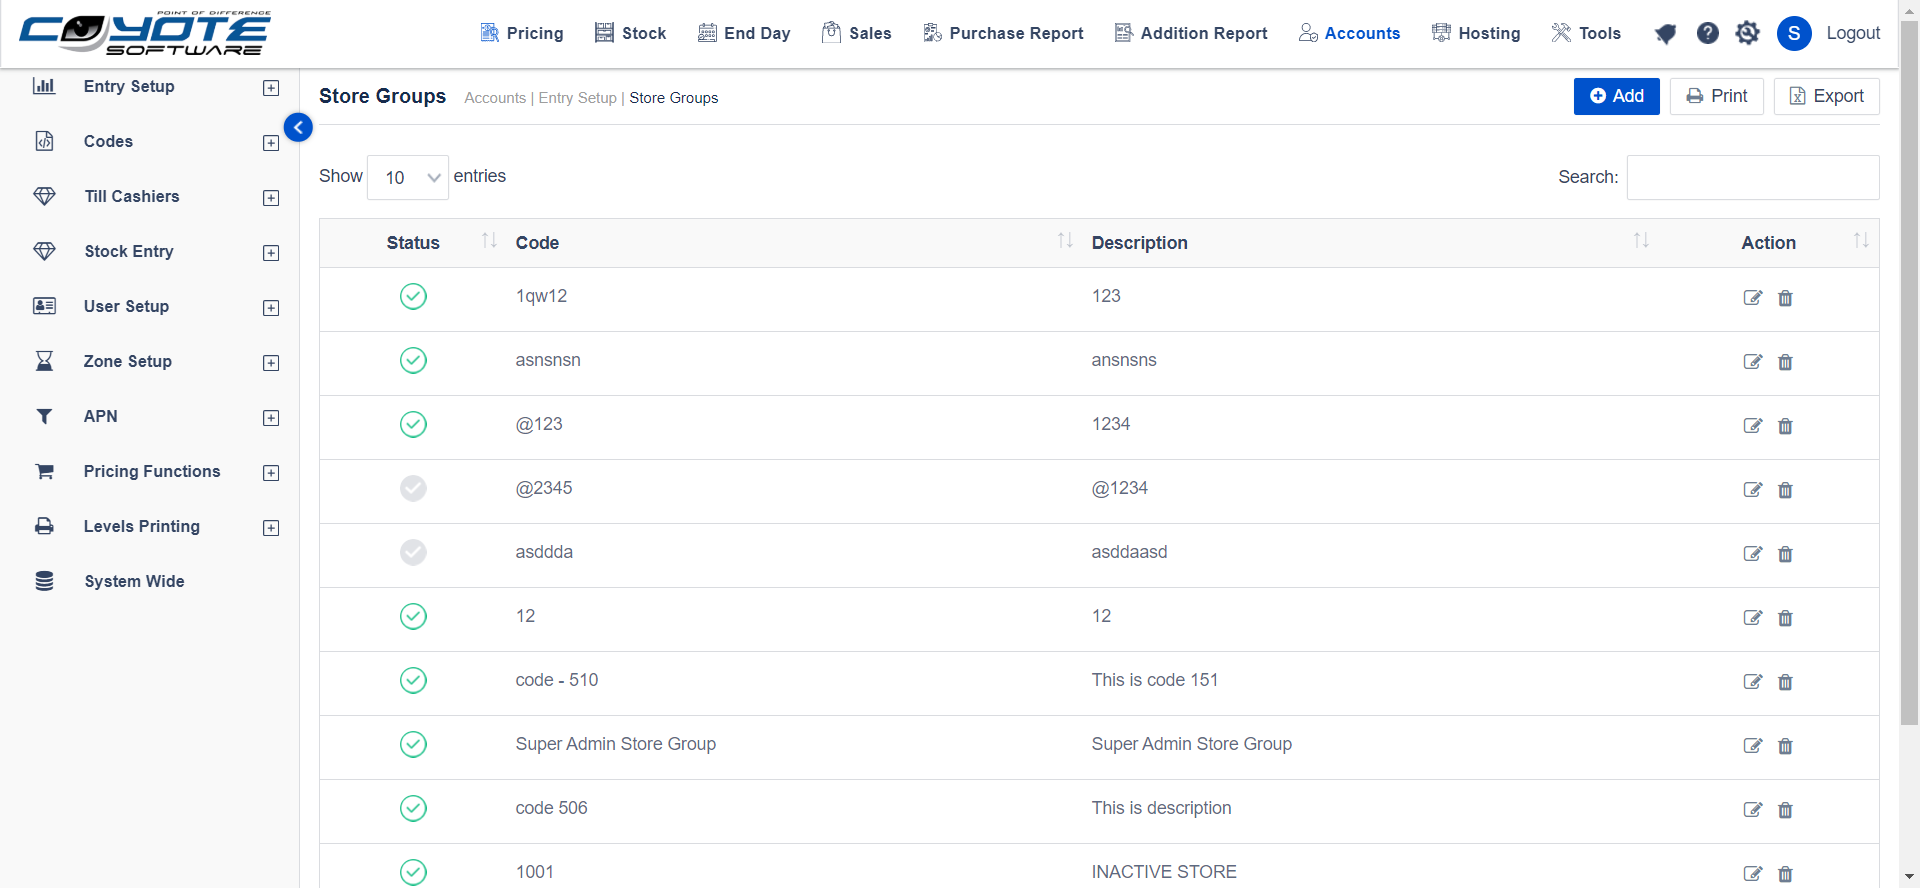 POINT OF DIFFERENCE
COYOTE
SOFTWARE
Pricing
Stock
End Day
Sales
Purchase Report
Addition Report
Accounts
Hosting
Tools
?
S
Logout
Entry Setup
Codes
Till Cashiers
Stock Entry
User Setup
Zone Setup
APN
Pricing Functions
Levels Printing
System Wide
Store Groups
Accounts | Entry Setup | Store Groups
Add
Print
Export
Show 10 entries
Search:
Status Code Description Action
1qw12 123
asnsnsn ansnsns
@123 1234
@2345 @1234
asddda asddaasd
12 12
code - 510 This is code 151
Super Admin Store Group Super Admin Store Group
code 506 This is description
1001 INACTIVE STORE